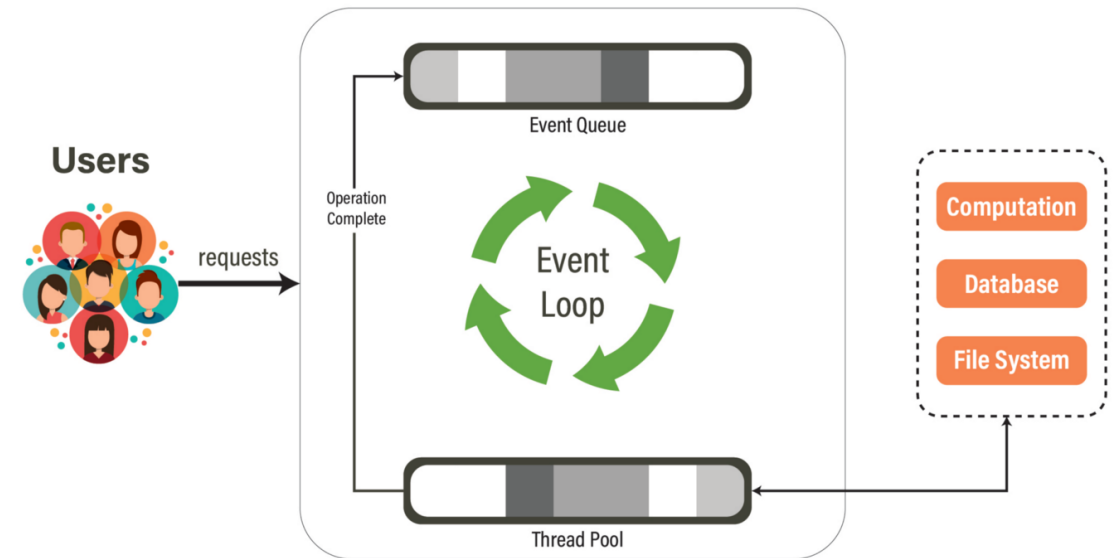 Users
requests
Operation
Complete
Event Queue
Event
Loop
Thread Pool
Computation
Database
File System